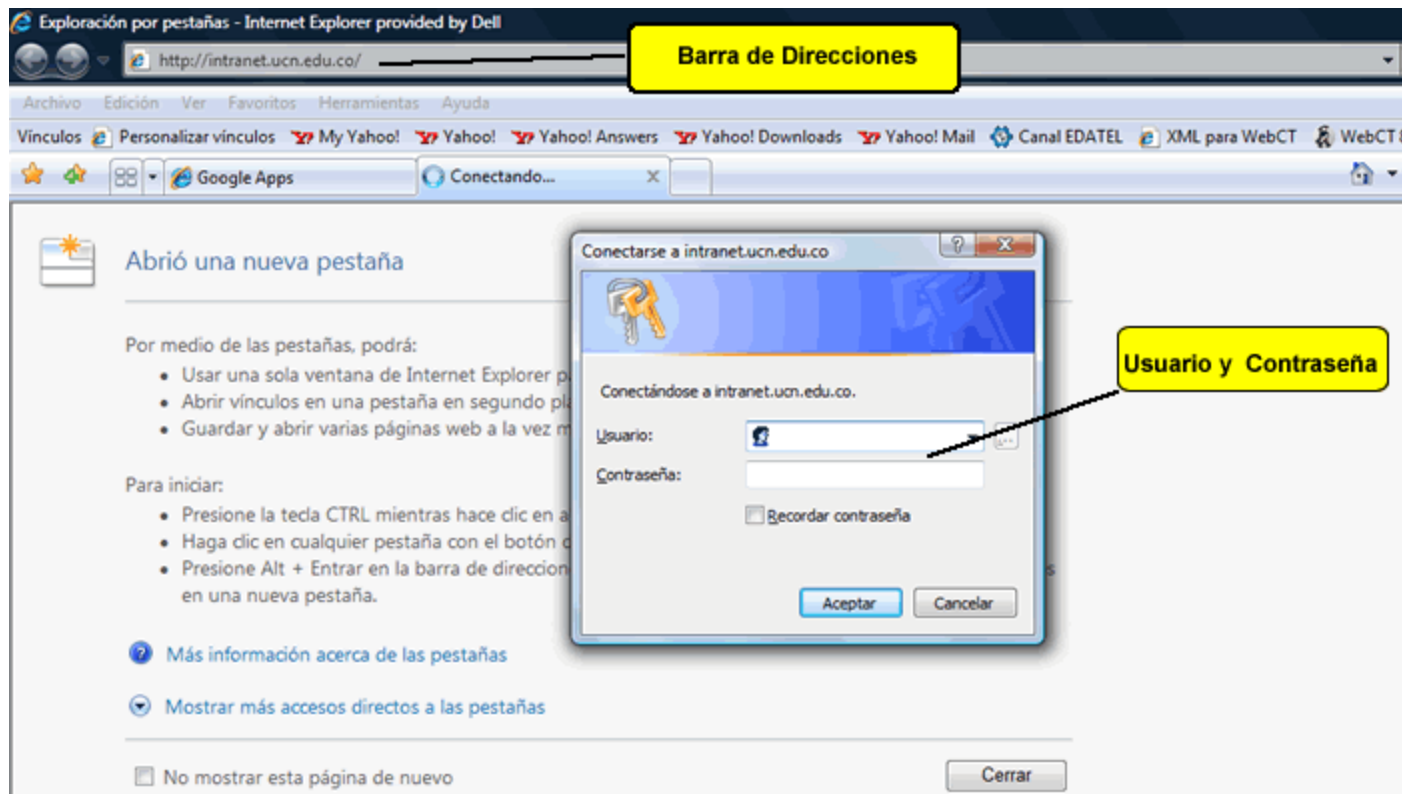 Exploración por pestañas - Internet Explorer provided by Dell
http://intranet.ucn.edu.co/
Barra de Direcciones
Archivo Edición Ver Favoritos Herramientas Ayuda
Vínculos Personalizar vínculos My Yahoo! Yahoo! Yahoo! Answers Yahoo! Downloads Yahoo! Mail Canal EDATEL XML para WebCT WebCT
Google Apps Conectando...
Abrió una nueva pestaña
Por medio de las pestañas, podrá:
Usar una sola ventana de Internet Explorer p
Abrir vínculos en una pestaña en segundo pl
Guardar y abrir varias páginas web a la vez m
Para iniciar:
Presione la tecla CTRL mientras hace clic en a
Haga clic en cualquier pestaña con el botón
Presione Alt + Entrar en la barra de direccion s
en una nueva pestaña.
Más información acerca de las pestañas
Mostrar más accesos directos a las pestañas
No mostrar esta página de nuevo
Cerrar
Conectarse a intranet.ucn.edu.co
Conectándose a intranet.ucn.edu.co.
Usuario:
Contraseña:
Recordar contraseña
Aceptar Cancelar
Usuario y Contraseña